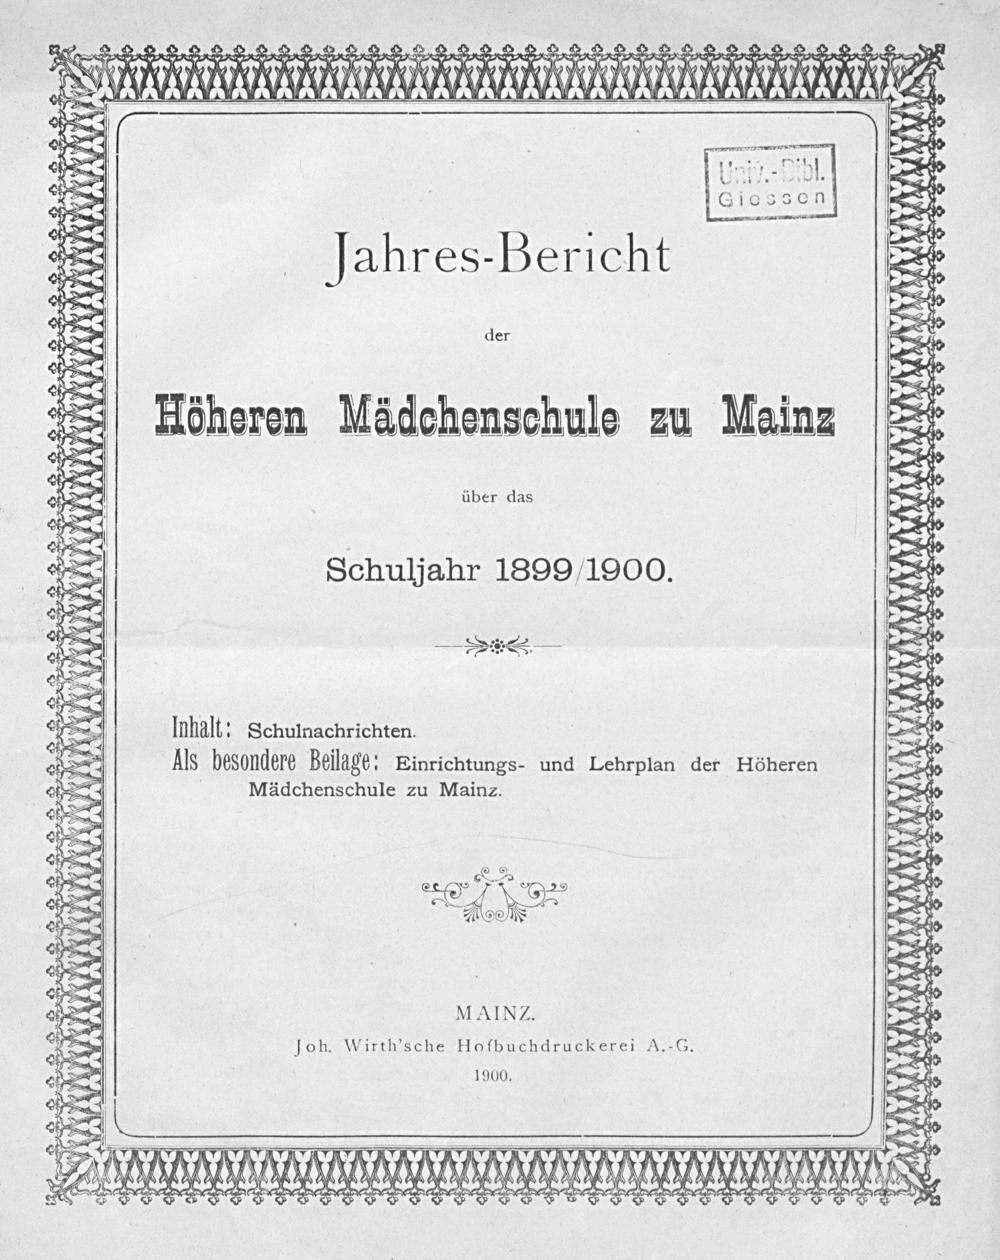 Univ.-Bibl.
Giessen
Jahres-Bericht
der
Höheren Mädchenschule zu Mainz
über das
Schuljahr 1899/1900.
Inhalt: Schulnachrichten.
Als besondere Beilage: Einrichtungs- und Lehrplan der Höheren
Mädchenschule zu Mainz.
MAINZ.
Joh. Wirth'sche Hofbuchdruckerei A.-G.
1900.